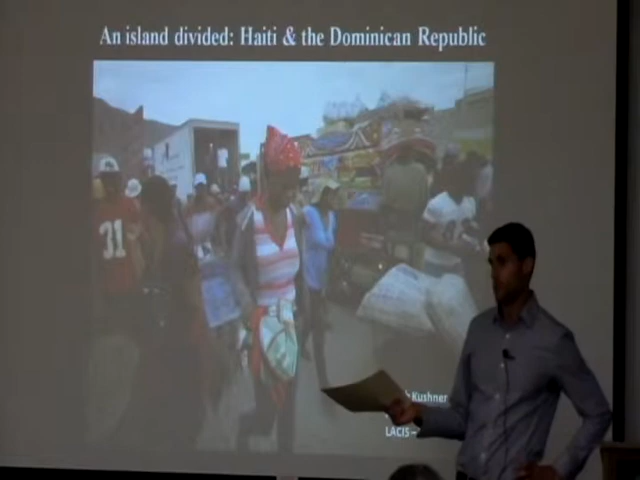 An island divided: Haiti & the Dominican Republic
31
Kushner
LACIS –